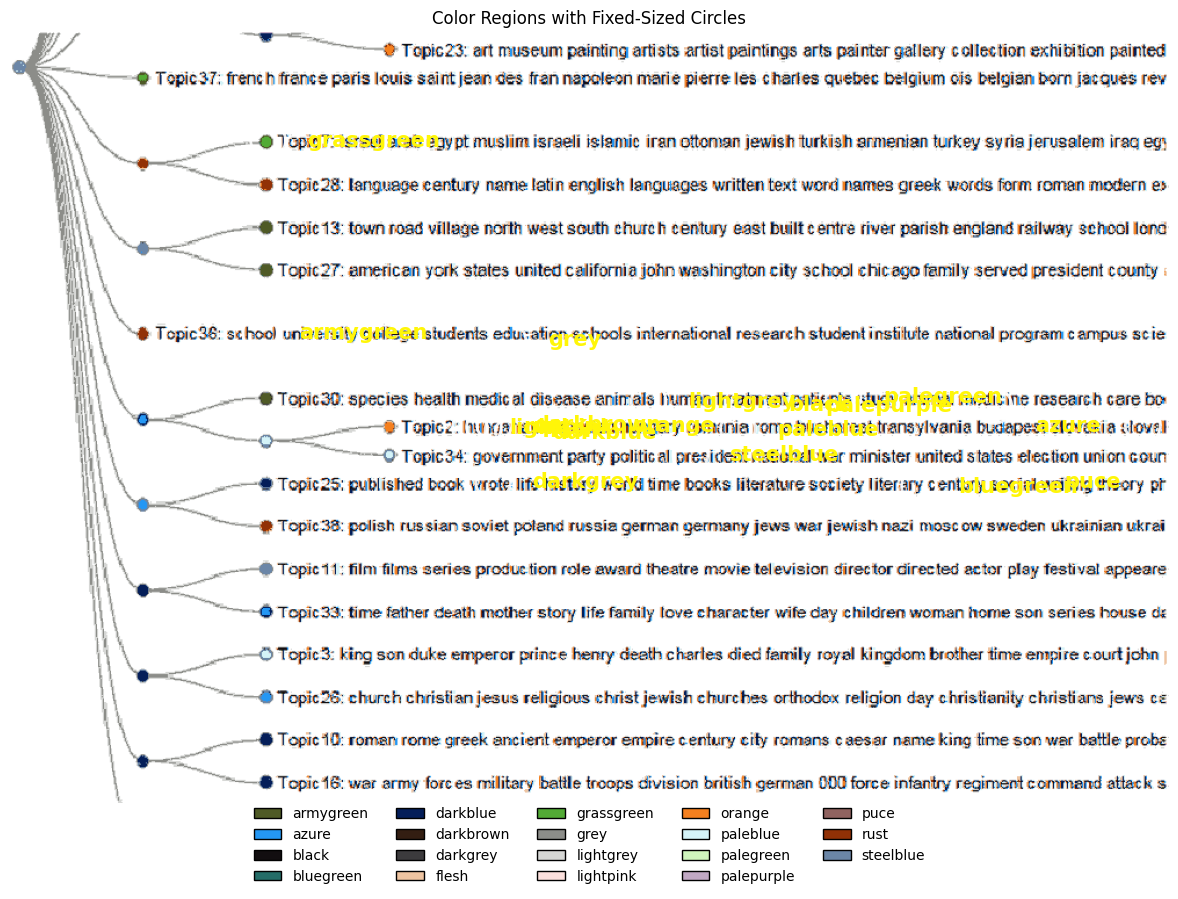 Color Regions with Fixed-Sized Circles
Topic23: art museum painting artists artist paintings arts painter gallery collection exhibition painted
Topic37: french france paris louis saint jean des fran napoleon marie pierre les charles quebec belgium ois belgian born jacques rev
grassgreen
egypt muslim israeli islamic iran ottoman jewish turkish armenian turkey syria jerusalem iraq egy
Topic28: language century name latin english languages written text word names greek words form roman modern ex
Topic13: town road village north west south church century east built centre river parish england railway school lond
Topic27: american york states united california john washington city school chicago family served president county
Topic36: school university college students education schools international research student institute national program campus scie
armygreen
grey
Topic30: species health medical disease animals human treatment patients study medicine research care bo
lightgrey
palegreen
black
palepurple
Topic2: hungary romania romanian bucharest transylvania budapest slovakia slovak
darkbrown
orange
darkblue
paleblue
azure
Topic34: government party political president national war minister united states election union coun
steelblue
Topic25: published book wrote life history world time books literature society literary century social writing theory ph
darkgrey
bluegreen
puce
Topic38: polish russian soviet poland russia german germany jews war jewish nazi moscow sweden ukrainian ukrai
Topic11: film films series production role award theatre movie television director directed actor play festival appeare
Topic33: time father death mother story life family love character wife day children woman home son series house da
Topic3: king son duke emperor prince henry death charles died family royal kingdom brother time empire court john
Topic26: church christian jesus religious christ jewish churches orthodox religion day christianity christians jews ca
Topic10: roman rome greek ancient emperor empire century city romans caesar name king time son war battle proba
Topic16: war army forces military battle troops division british german 000 force infantry regiment command attack s
armygreen darkblue grassgreen orange puce
azure darkbrown grey paleblue rust
black darkgrey lightgrey palegreen steelblue
bluegreen flesh lightpink palepurple